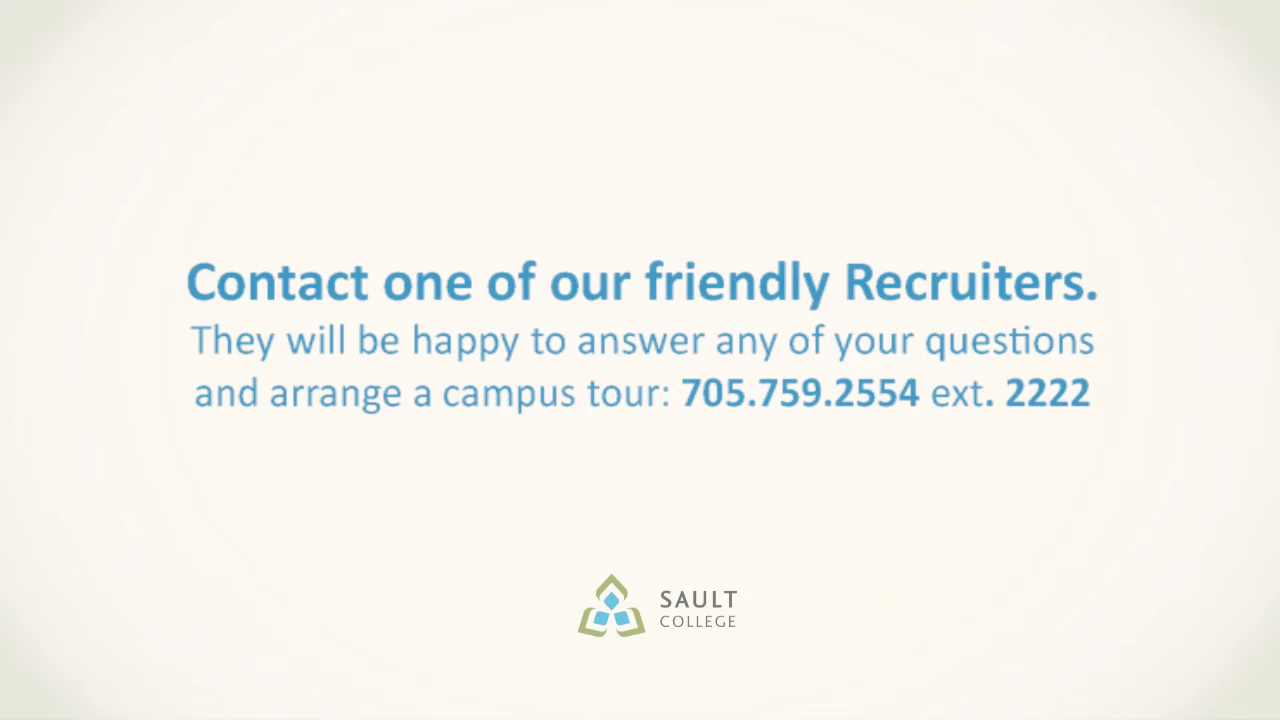 Contact one of our friendly Recruiters.
They will be happy to answer any of your questions
and arrange a campus tour: 705.759.2554 ext. 2222
SAULT
COLLEGE